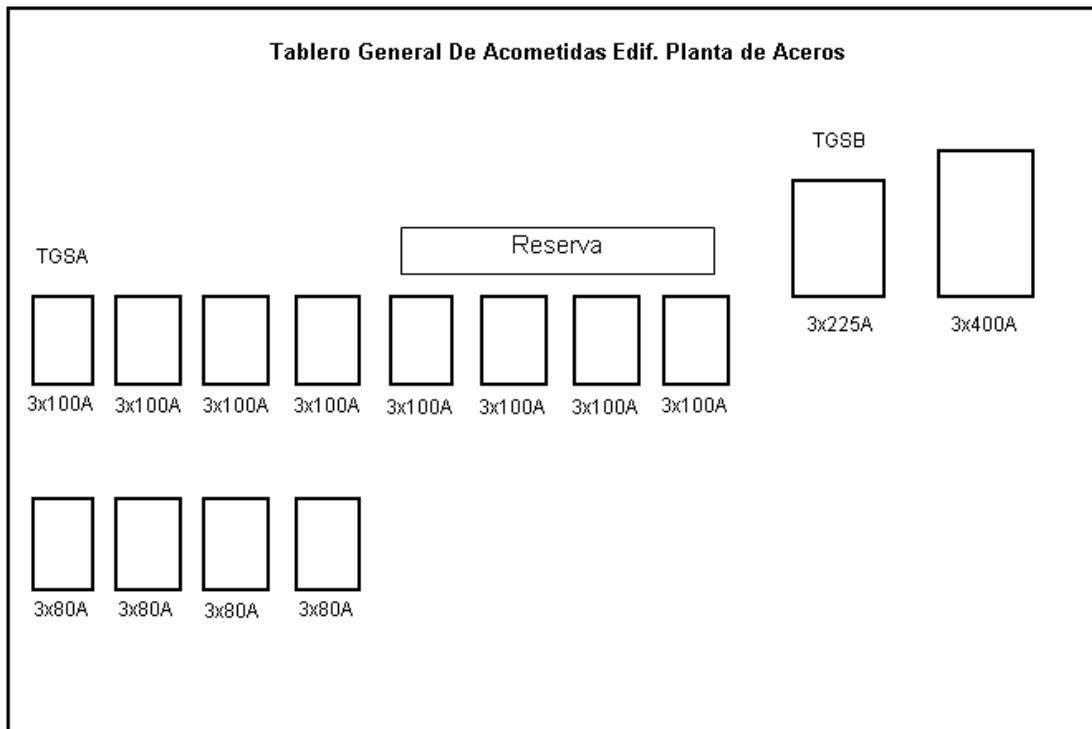 Tablero General De Acometidas Edif. Planta de Aceros
TGSB
Reserva
TGSA
3x225A 3x400A
3x100A 3x100A 3x100A 3x100A 3x100A 3x100A 3x100A 3x100A
3x80A 3x80A 3x80A 3x80A